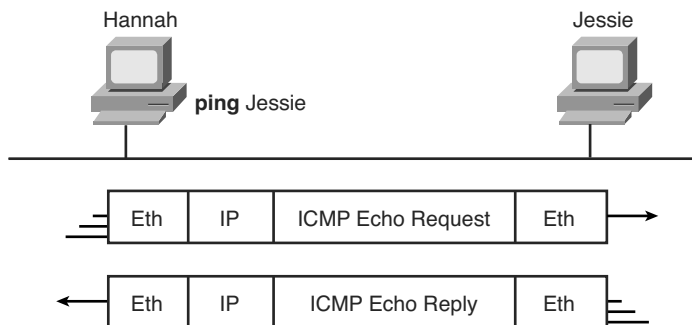 Hannah
Jessie
ping Jessie
Eth IP ICMP Echo Request Eth
Eth IP ICMP Echo Reply Eth